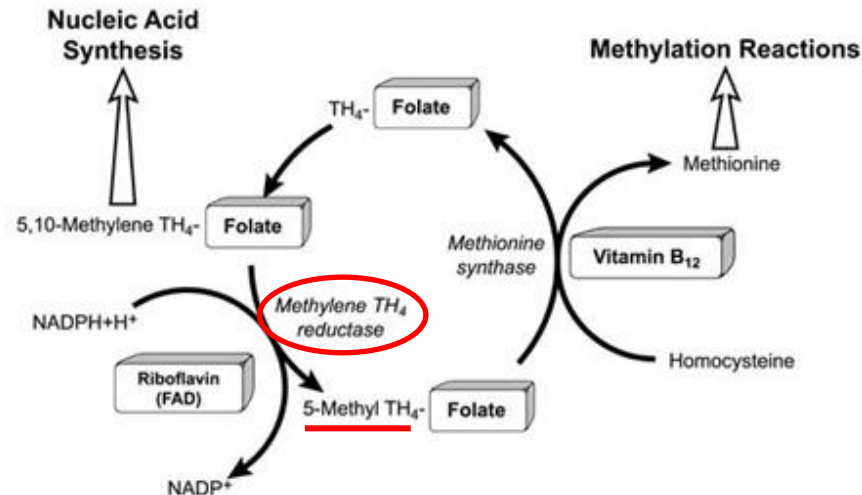 Nucleic Acid
Synthesis
Methylation Reactions
TH₄-
Folate
Methionine
5,10-Methylene TH₄-
Folate
Methionine
synthase
Vitamin B₁₂
Methylene TH₄
reductase
NADPH+H⁺
Homocysteine
Riboflavin
(FAD)
5-Methyl TH₄-
Folate
NADP⁺